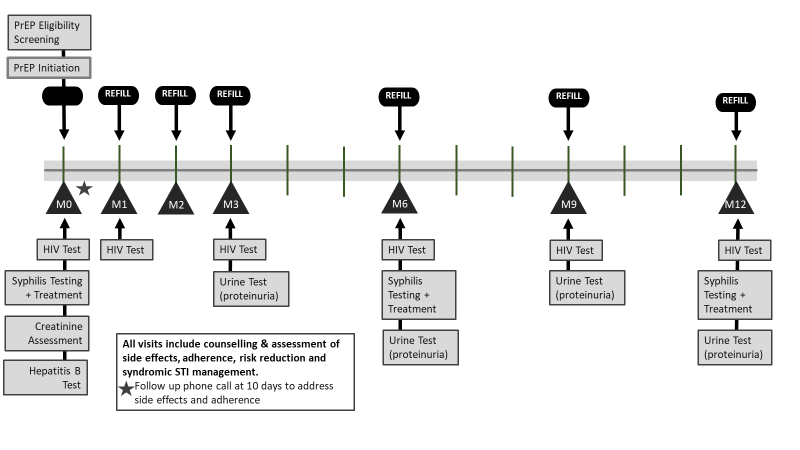 PrEP Eligibility
Screening
PrEP Initiation
REFILL
REFILL
REFILL
REFILL
REFILL
REFILL
M0
M1
M2
M3
M6
M9
M12
HIV Test
Syphilis Testing
+ Treatment
Creatinine
Assessment
Hepatitis B
Test
HIV Test
HIV Test
Urine Test
(proteinuria)
HIV Test
Syphilis
Testing +
Treatment
Urine Test
(proteinuria)
HIV Test
Urine Test
(proteinuria)
HIV Test
Syphilis
Testing +
Treatment
Urine Test
(proteinuria)
All visits include counselling & assessment of
side effects, adherence, risk reduction and
syndromic STI management.
Follow up phone call at 10 days to address
side effects and adherence